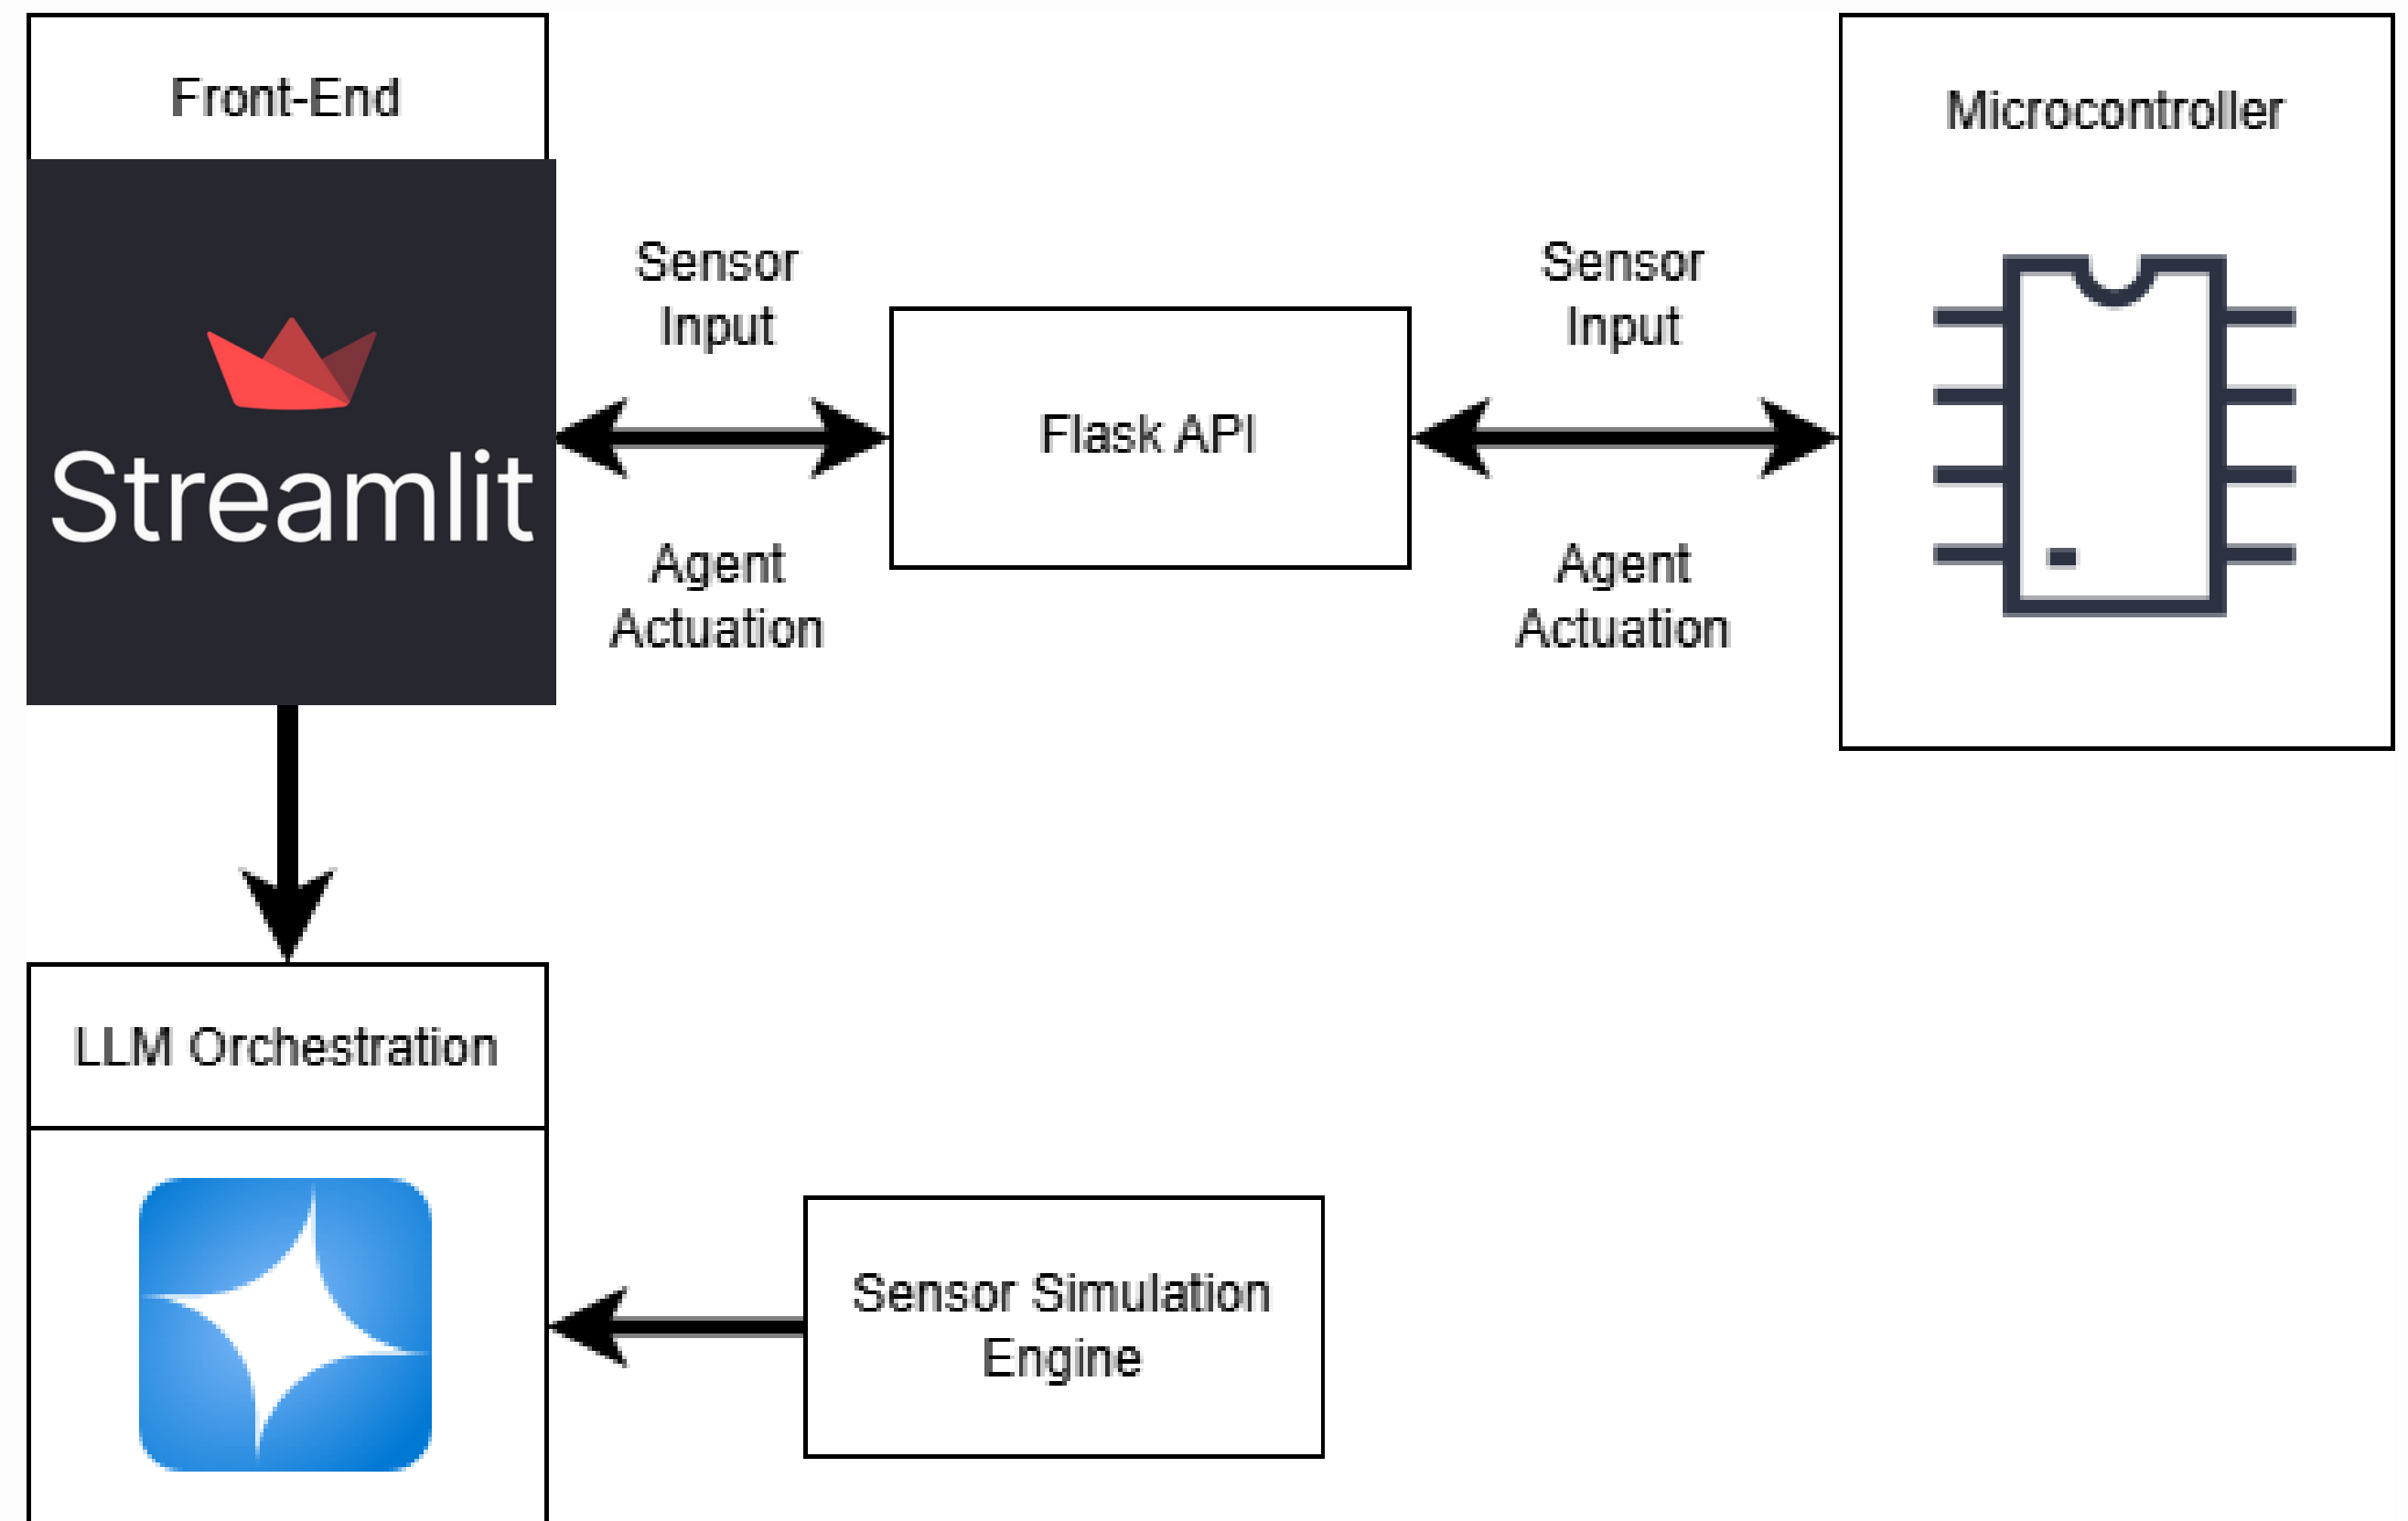 Front-End
Streamlit
Sensor
Input
Agent
Actuation
Flask API
Sensor
Input
Agent
Actuation
Microcontroller
LLM Orchestration
Sensor Simulation
Engine